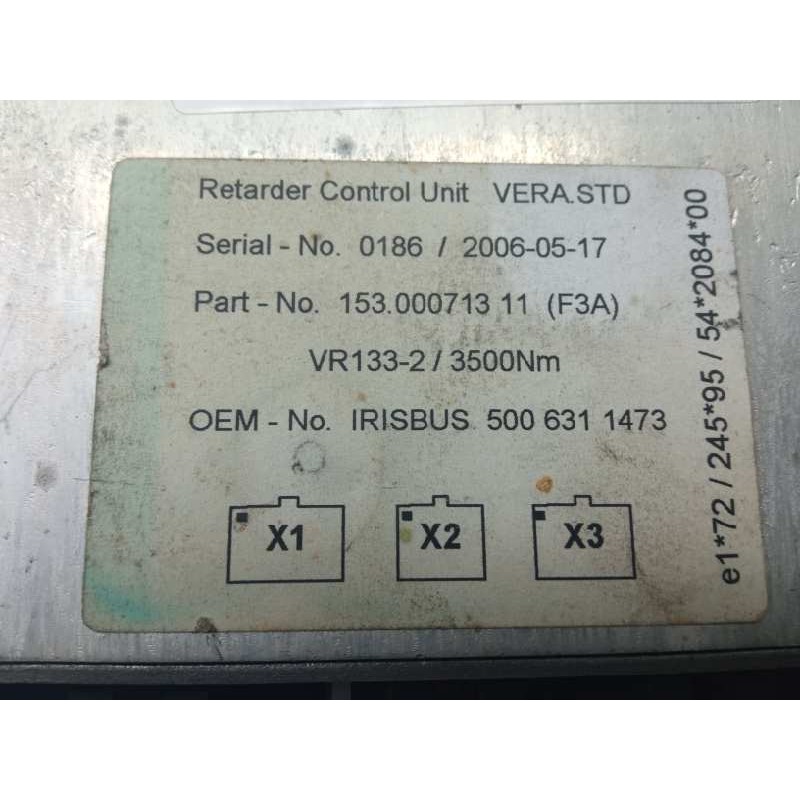 Retarder Control Unit VERA.STD
Serial - No. 0186 / 2006-05-17
Part - No. 153.000713 11 (F3A)
VR133-2 / 3500Nm
OEM - No. IRISBUS 500 631 1473
X1 X2 X3
e1*72 / 245*95 / 54*2084*00